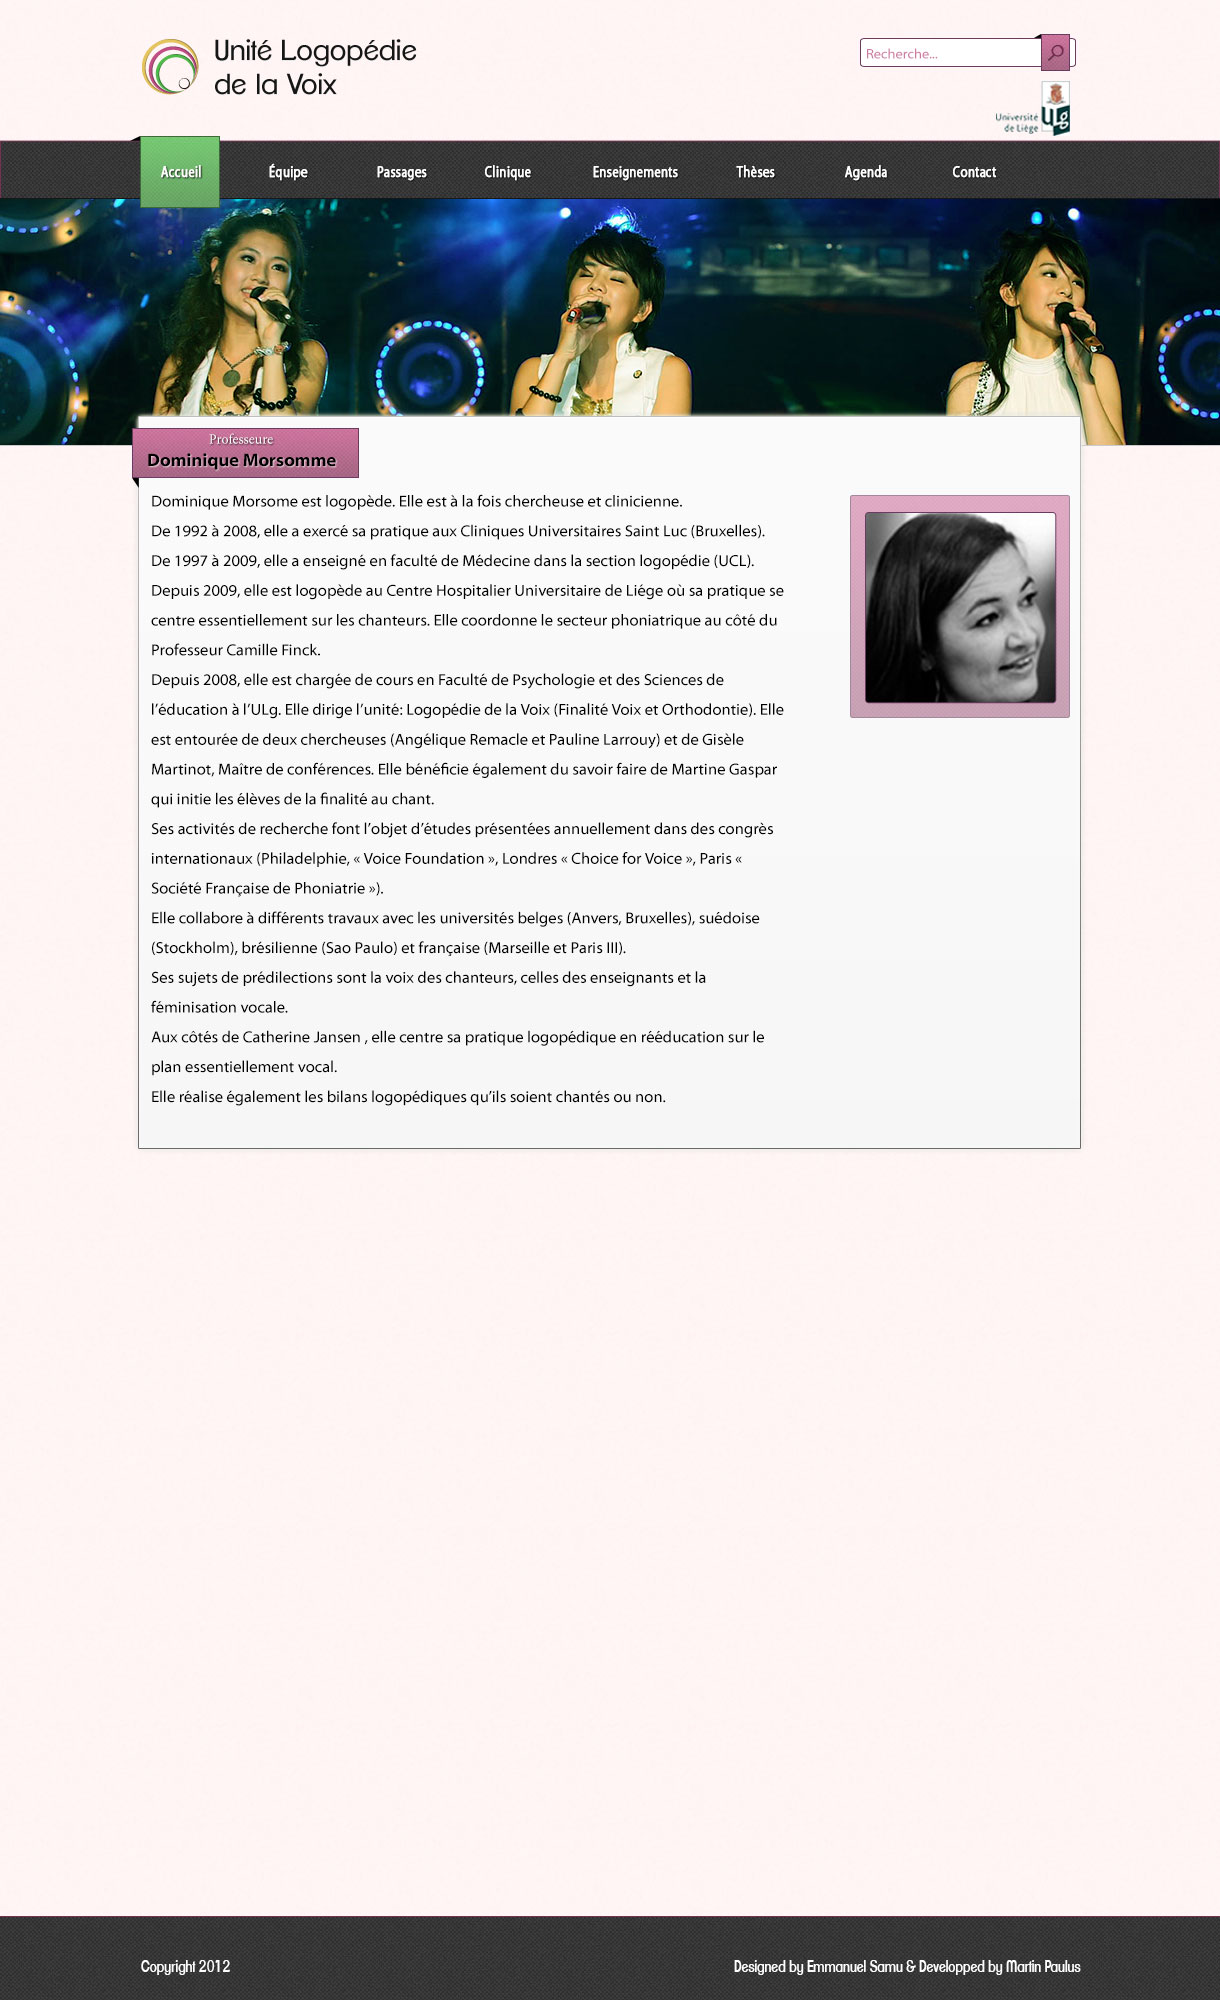 Unité Logopédie
de la Voix
Recherche...
Université
de Liège
ULg
Accueil
Équipe
Passages
Clinique
Enseignements
Thèses
Agenda
Contact
Professeure
Dominique Morsomme
Dominique Morsome est logopède. Elle est à la fois chercheuse et clinicienne.
De 1992 à 2008, elle a exercé sa pratique aux Cliniques Universitaires Saint Luc (Bruxelles).
De 1997 à 2009, elle a enseigné en faculté de Médecine dans la section logopédie (UCL).
Depuis 2009, elle est logopède au Centre Hospitalier Universitaire de Liége où sa pratique se
centre essentiellement sur les chanteurs. Elle coordonne le secteur phoniatrique au côté du
Professeur Camille Finck.
Depuis 2008, elle est chargée de cours en Faculté de Psychologie et des Sciences de
l’éducation à l’ULg. Elle dirige l’unité: Logopédie de la Voix (Finalité Voix et Orthodontie). Elle
est entourée de deux chercheuses (Angélique Remacle et Pauline Larrouy) et de Gisèle
Martinot, Maître de conférences. Elle bénéficie également du savoir faire de Martine Gaspar
qui initie les élèves de la finalité au chant.
Ses activités de recherche font l’objet d’études présentées annuellement dans des congrès
internationaux (Philadelphie, « Voice Foundation », Londres « Choice for Voice », Paris «
Société Française de Phoniatrie »).
Elle collabore à différents travaux avec les universités belges (Anvers, Bruxelles), suédoise
(Stockholm), brésilienne (Sao Paulo) et française (Marseille et Paris III).
Ses sujets de prédilections sont la voix des chanteurs, celles des enseignants et la
féminisation vocale.
Aux côtés de Catherine Jansen , elle centre sa pratique logopédique en rééducation sur le
plan essentiellement vocal.
Elle réalise également les bilans logopédiques qu’ils soient chantés ou non.
Copyright 2012
Designed by Emmanuel Samu & Developped by Martin Paulus